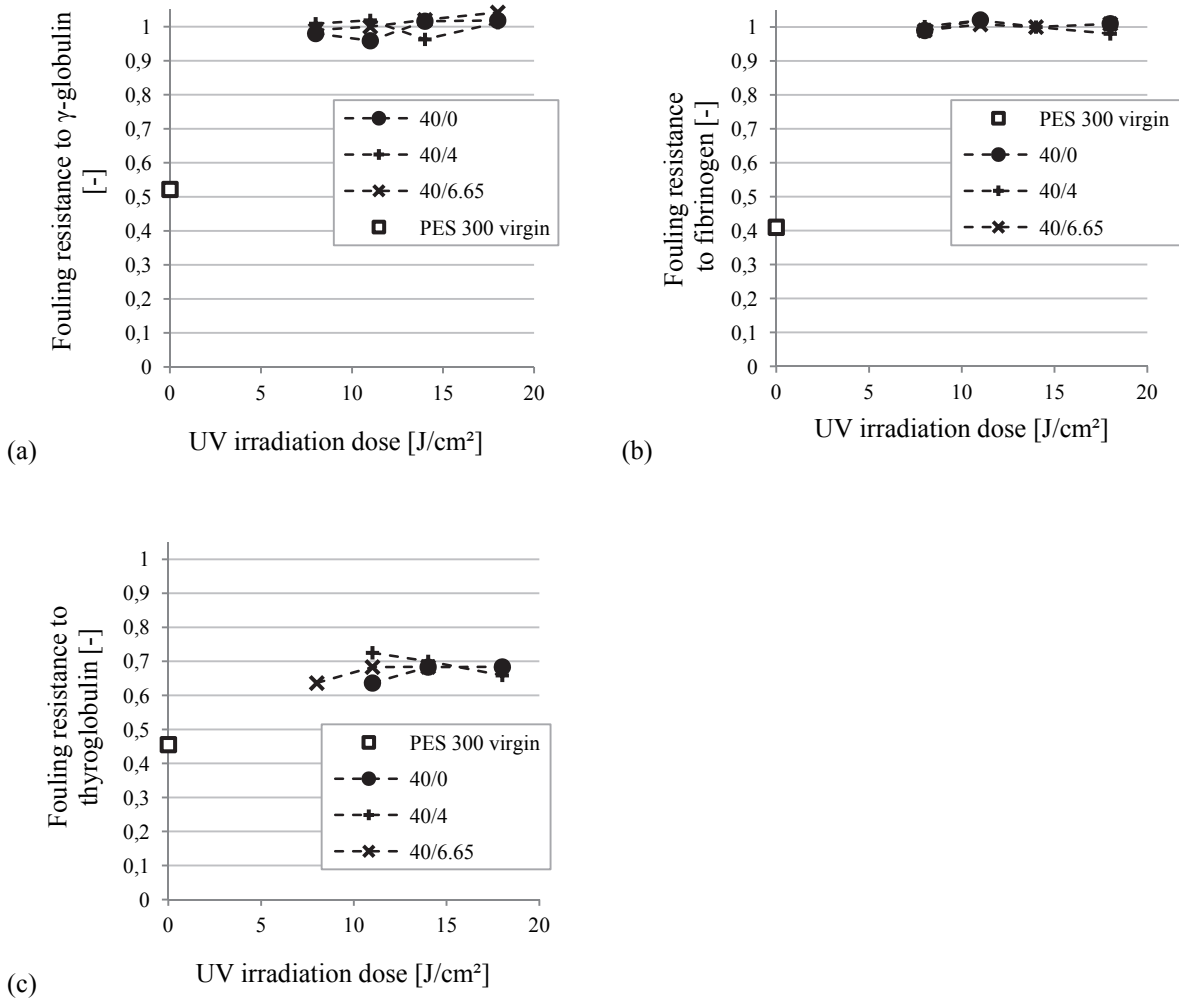 Fouling resistance to γ-globulin
[-]
1
0,9
0,8
0,7
0,6
0,5
0,4
0,3
0,2
0,1
0
0 5 10 15 20
UV irradiation dose [J/cm²]
40/0
40/4
40/6.65
PES 300 virgin
(a)
Fouling resistance
to fibrinogen [-]
1
0,9
0,8
0,7
0,6
0,5
0,4
0,3
0,2
0,1
0
0 5 10 15 20
UV irradiation dose [J/cm²]
PES 300 virgin
40/0
40/4
40/6.65
(b)
Fouling resistance to
thyroglobulin [-]
1
0,9
0,8
0,7
0,6
0,5
0,4
0,3
0,2
0,1
0
0 5 10 15 20
UV irradiation dose [J/cm²]
PES 300 virgin
40/0
40/4
40/6.65
(c)